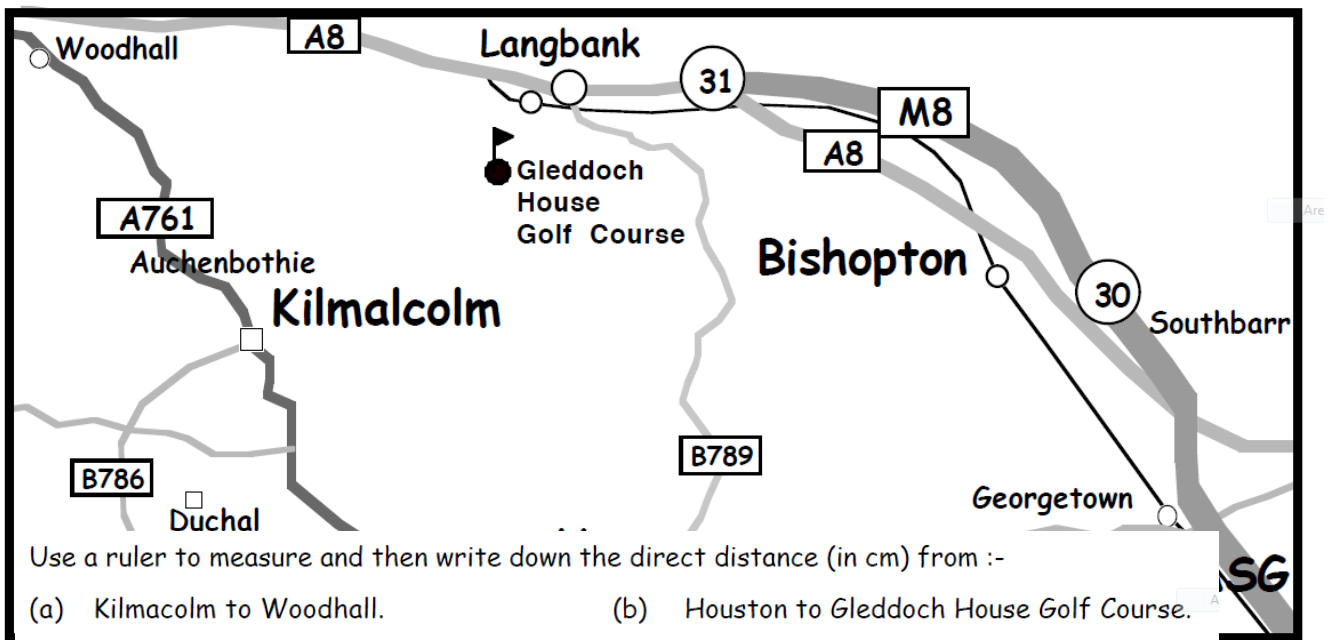 A8
Langbank
Woodhall
31
M8
A8
Gleddoch
House
Golf Course
A761
Auchenbothie
Bishopton
Kilmalcolm
30
Southbarr
B789
B786
Georgetown
Duchal
Use a ruler to measure and then write down the direct distance (in cm) from :-
SG
(a) Kilmacolm to Woodhall. (b) Houston to Gleddoch House Golf Course.
Are
A